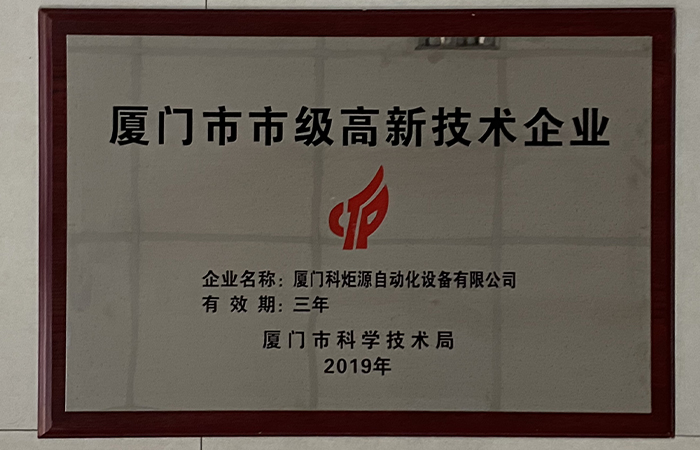 厦门市市级高新技术企业
企业名称：厦门科炬源自动化设备有限公司
有 效 期：三年
厦门市科学技术局
2019年